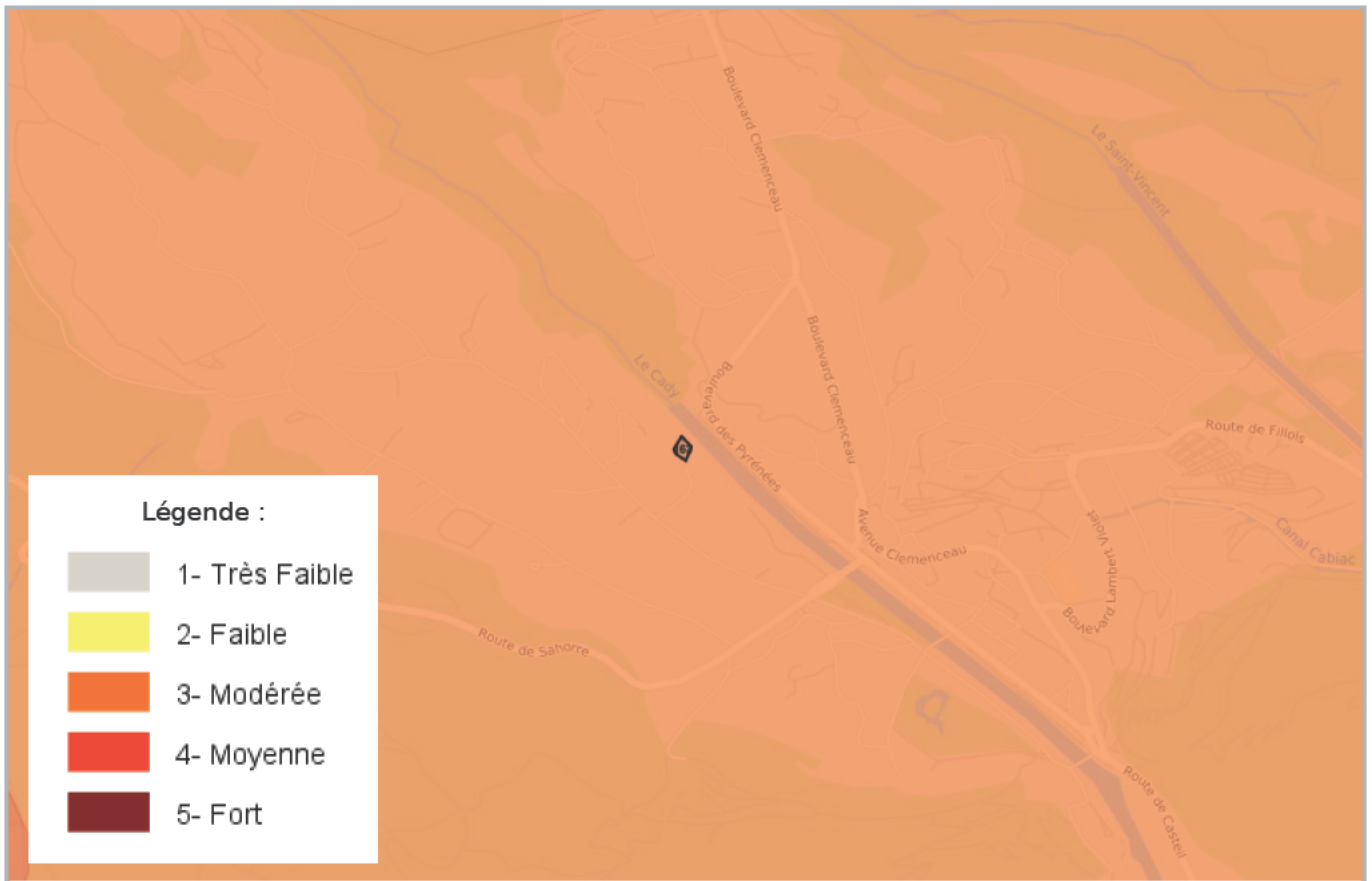 Boulevard Clemenceau
Le Saint-Vincent
Boulevard Clemenceau
Le Cady
Boulevard des Pyrénées
Route de Fillols
Avenue Clemenceau
Canal Cabiac
Boulevard Lambert Violet
Route de Sahorre
Route de Casteil
Légende :
1- Très Faible
2- Faible
3- Modérée
4- Moyenne
5- Fort